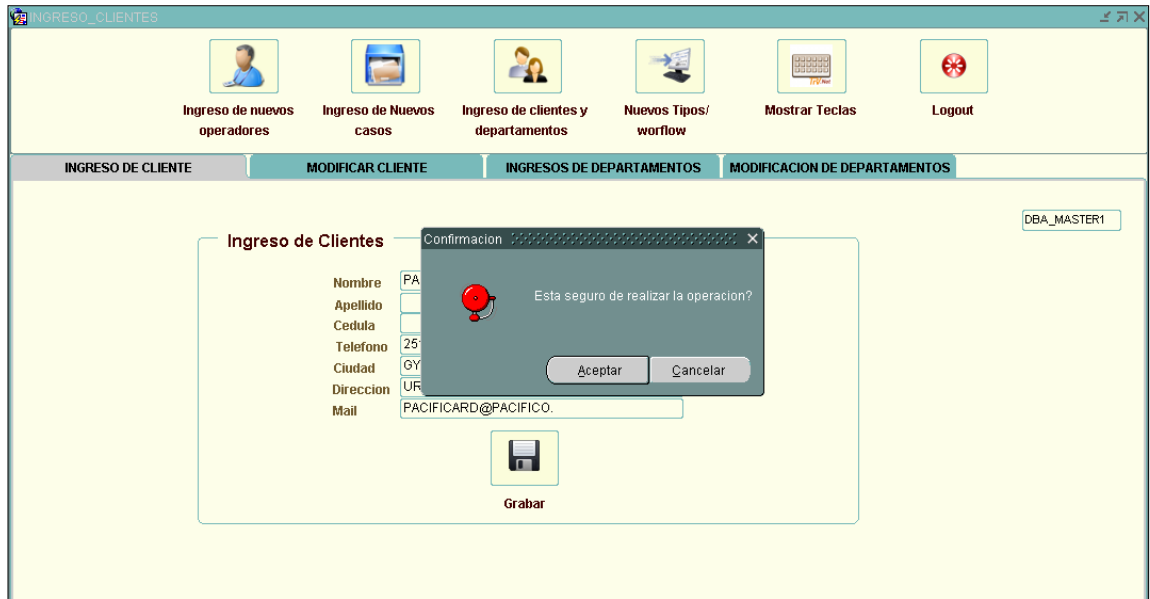 INGRESO_CLIENTES
Ingreso de nuevos
operadores
Ingreso de Nuevos
casos
Ingreso de clientes y
departamentos
Nuevos Tipos/
worflow
Mostrar Teclas
Logout
INGRESO DE CLIENTE
MODIFICAR CLIENTE
INGRESOS DE DEPARTAMENTOS
MODIFICACION DE DEPARTAMENTOS
DBA_MASTER1
Ingreso de Clientes
Confirmacion
Esta seguro de realizar la operacion?
Aceptar
Cancelar
Nombre PA
Apellido
Cedula
Telefono 25
Ciudad GY
Direccion UR
Mail PACIFICARD@PACIFICO.
Grabar